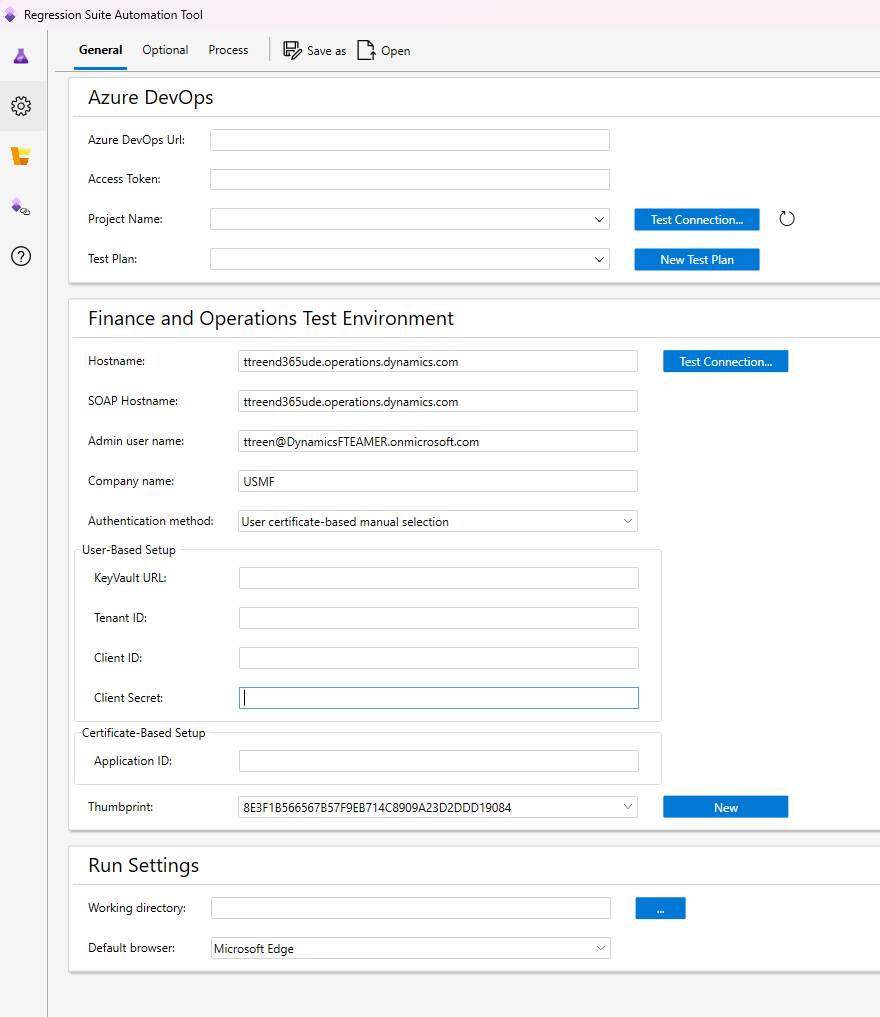 Regression Suite Automation Tool
General Optional Process Save as Open
Azure DevOps
Azure DevOps Url:
Access Token:
Project Name: Test Connection...
Test Plan: New Test Plan
Finance and Operations Test Environment
Hostname: ttreend365ude.operations.dynamics.com Test Connection...
SOAP Hostname: ttreend365ude.operations.dynamics.com
Admin user name: ttreen@DynamicsFTEAMER.onmicrosoft.com
Company name: USMF
Authentication method: User certificate-based manual selection
User-Based Setup
KeyVault URL:
Tenant ID:
Client ID:
Client Secret:
Certificate-Based Setup
Application ID:
Thumbprint: 8E3F1B566567B57F9EB714C8909A23D2DDD19084 New
Run Settings
Working directory: ...
Default browser: Microsoft Edge